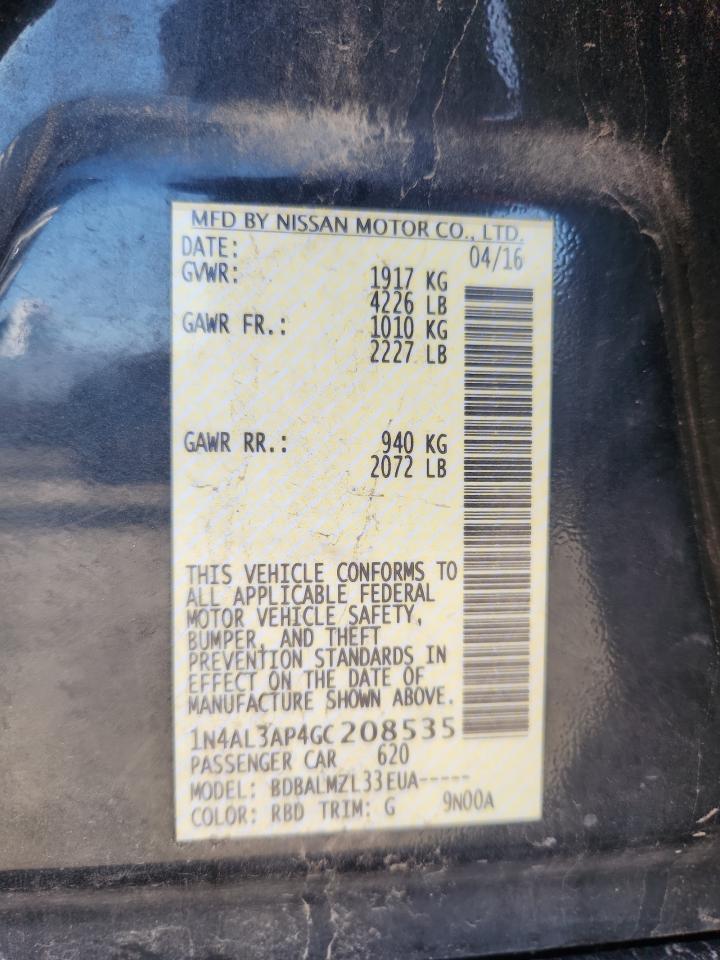 MFD BY NISSAN MOTOR CO., LTD.
DATE: 04/16
GVWR: 1917 KG
4226 LB
GAWR FR.: 1010 KG
2227 LB
GAWR RR.: 940 KG
2072 LB
THIS VEHICLE CONFORMS TO
ALL APPLICABLE FEDERAL
MOTOR VEHICLE SAFETY,
BUMPER, AND THEFT
PREVENTION STANDARDS IN
EFFECT ON THE DATE OF
MANUFACTURE SHOWN ABOVE.
1N4AL3AP4GC208535
PASSENGER CAR 620
MODEL: BDBALMZL33EUA-----
COLOR: RBD TRIM: G 9N00A